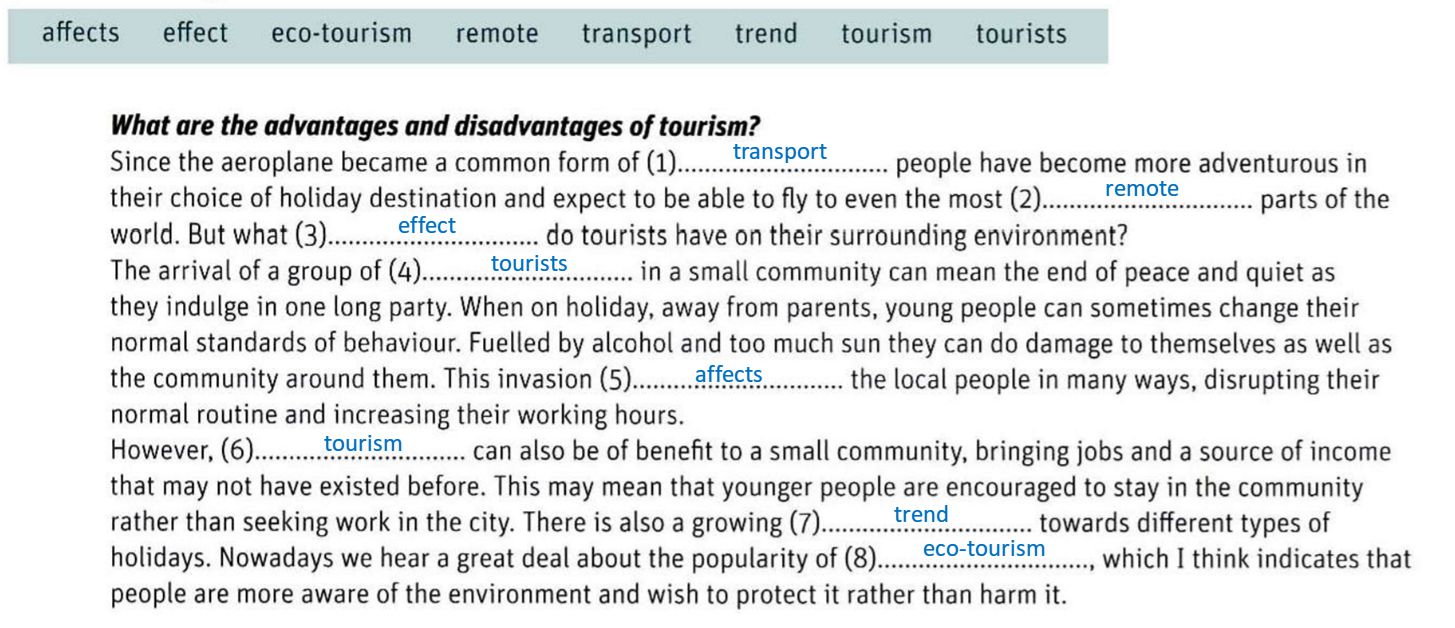 affects effect eco-tourism remote transport trend tourism tourists
What are the advantages and disadvantages of tourism?
Since the aeroplane became a common form of (1)........transport........ people have become more adventurous in
their choice of holiday destination and expect to be able to fly to even the most (2)........remote........ parts of the
world. But what (3)........effect........ do tourists have on their surrounding environment?
The arrival of a group of (4)........tourists........ in a small community can mean the end of peace and quiet as
they indulge in one long party. When on holiday, away from parents, young people can sometimes change their
normal standards of behaviour. Fuelled by alcohol and too much sun they can do damage to themselves as well as
the community around them. This invasion (5)........affects........ the local people in many ways, disrupting their
normal routine and increasing their working hours.
However, (6)........tourism........ can also be of benefit to a small community, bringing jobs and a source of income
that may not have existed before. This may mean that younger people are encouraged to stay in the community
rather than seeking work in the city. There is also a growing (7)........trend........ towards different types of
holidays. Nowadays we hear a great deal about the popularity of (8)........eco-tourism........, which I think indicates that
people are more aware of the environment and wish to protect it rather than harm it.